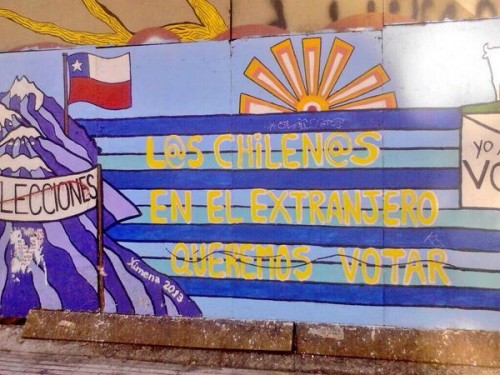 L@S CHILEN@S
EN EL EXTRANJERO
QUEREMOS VOTAR
LECCIONES
Ximena 2013
YO
VO